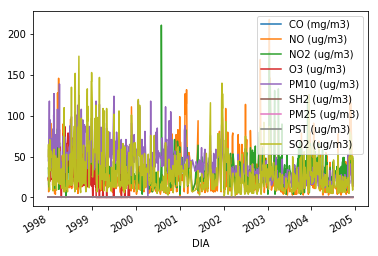 200
150
100
50
0
CO (mg/m3)
NO (ug/m3)
NO2 (ug/m3)
O3 (ug/m3)
PM10 (ug/m3)
SH2 (ug/m3)
PM25 (ug/m3)
PST (ug/m3)
SO2 (ug/m3)
1998 1999 2000 2001 2002 2003 2004 2005
DIA